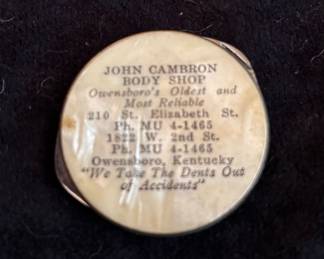 JOHN CAMBRON
BODY SHOP
Owensboro's Oldest and
Most Reliable
210 St. Elizabeth St.
Ph. MU 4-1465
1822 W. 2nd St.
Ph. MU 4-1465
Owensboro, Kentucky
"We Take The Dents Out
of Accidents"